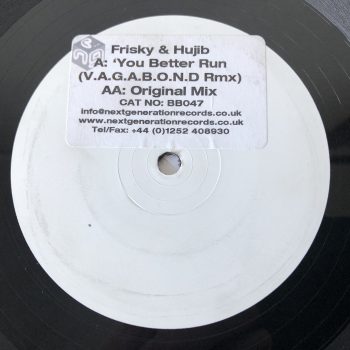 Frisky & Hujib
A: ‘You Better Run
(V.A.G.A.B.O.N.D Rmx)
AA: Original Mix
CAT NO: BB047
info@nextgenerationrecords.co.uk
www.nextgenerationrecords.co.uk
Tel/Fax: +44 (0)1252 408930